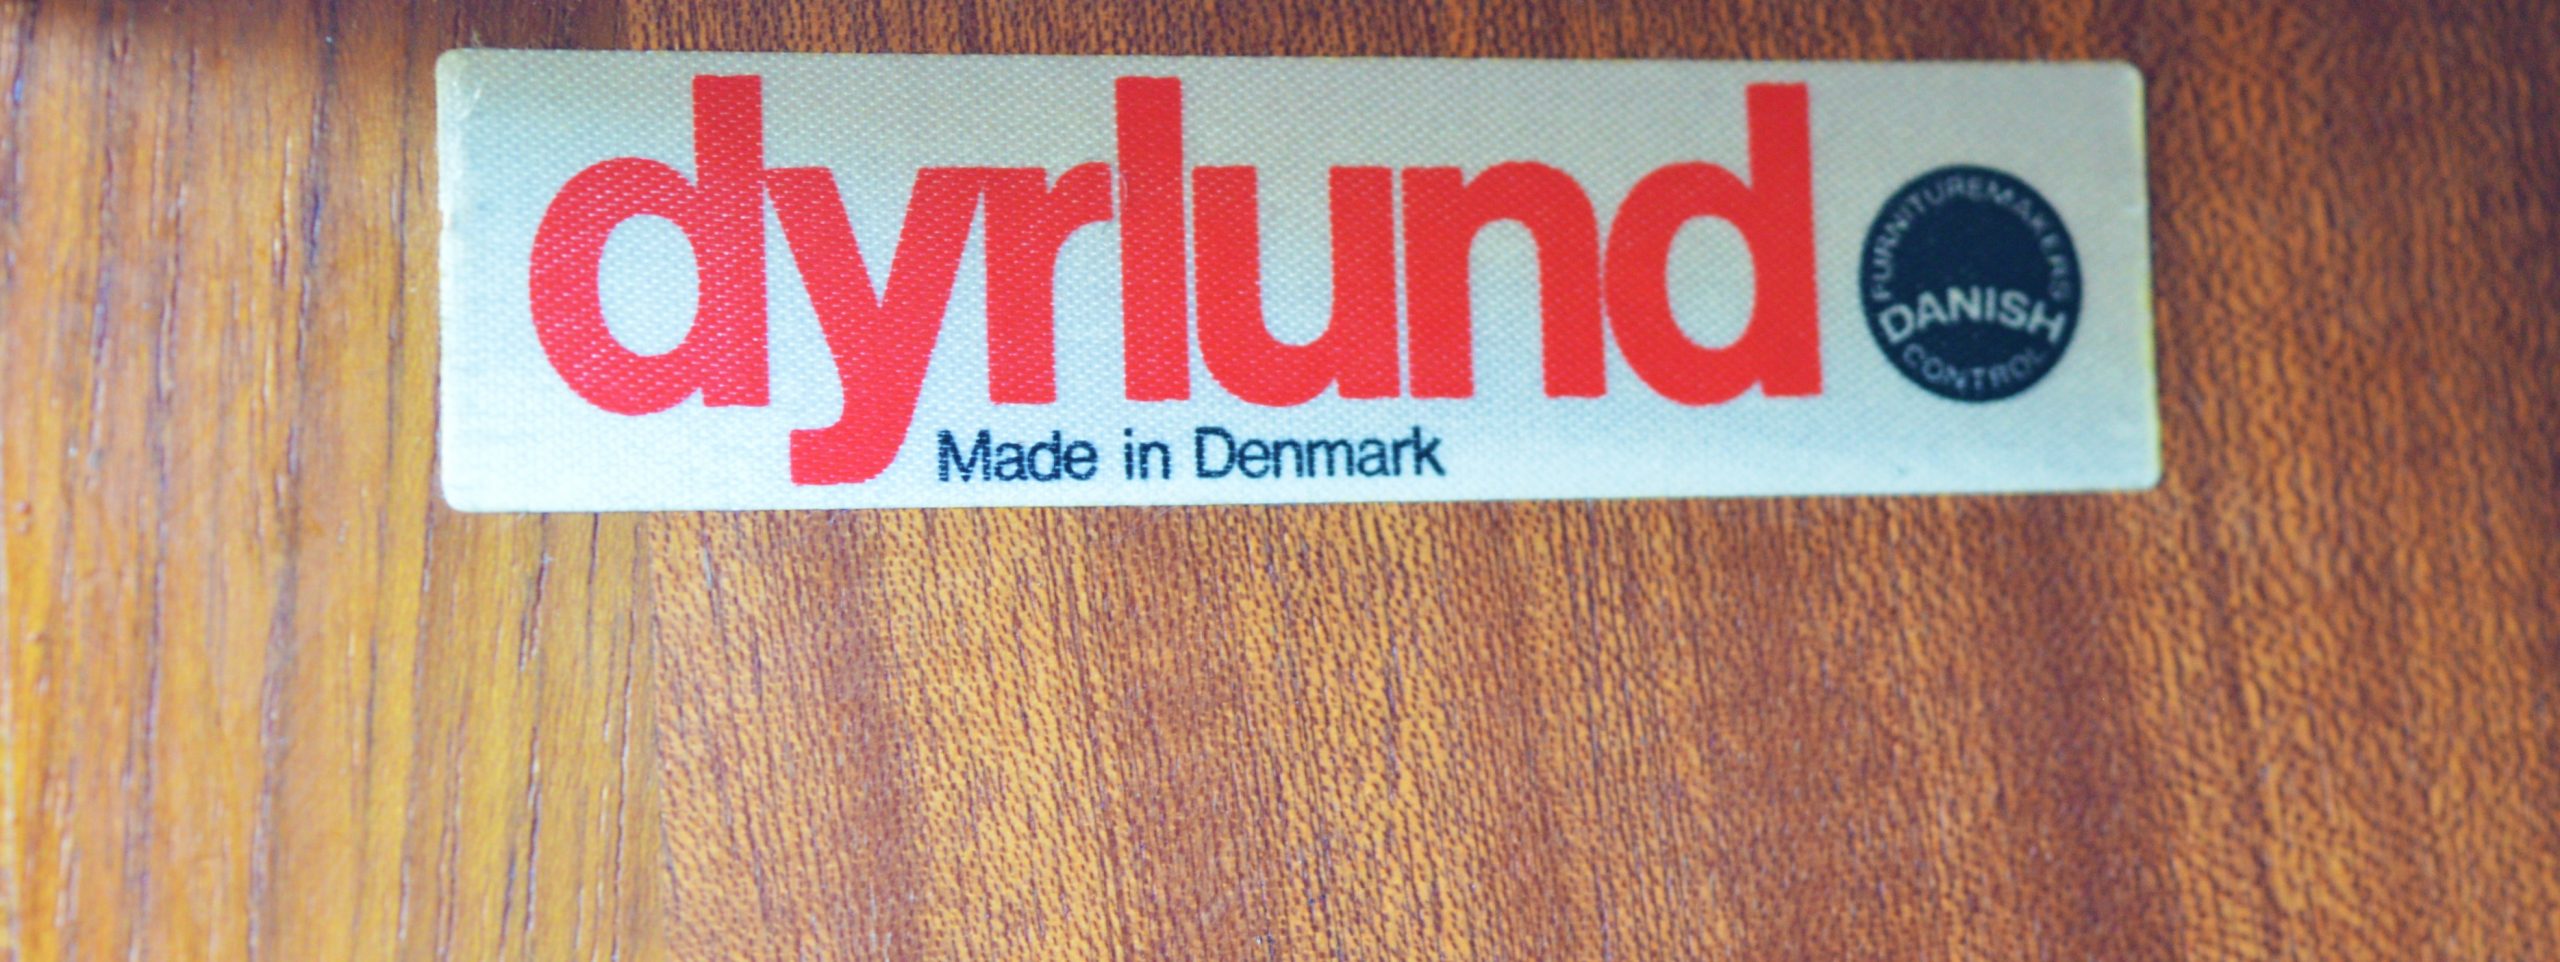 dyrlund
Made in Denmark
FURNITUREMAKERS
DANISH
CONTROL